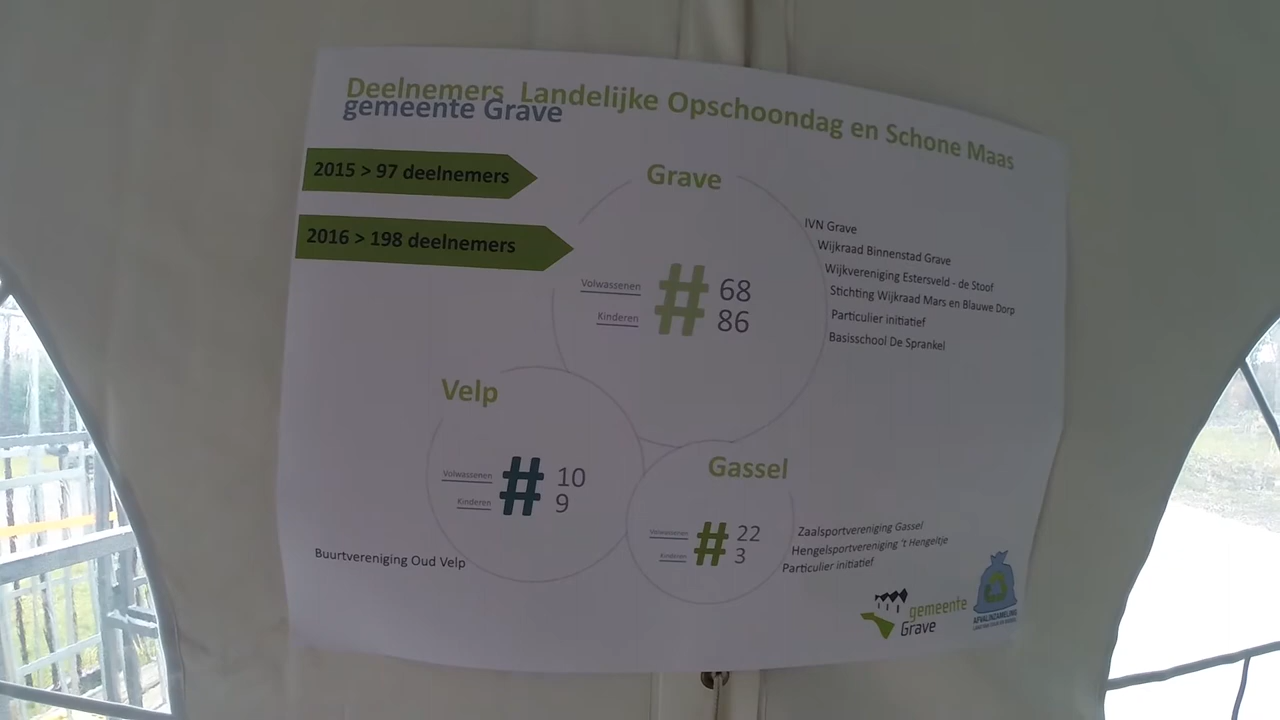 Deelnemers Landelijke Opschoondag en Schone Maas
gemeente Grave
2015 > 97 deelnemers
2016 > 198 deelnemers
Grave
Volwassenen # 68
Kinderen 86
IVN Grave
Wijkraad Binnenstad Grave
Wijkvereniging Estersveld - de Stoof
Stichting Wijkraad Mars en Blauwe Dorp
Particulier initiatief
Basisschool De Sprankel
Velp
Volwassenen # 10
Kinderen 9
Buurtvereniging Oud Velp
Gassel
Volwassenen # 22
Kinderen 3
Zaalsportvereniging Gassel
Hengelsportvereniging 't Hengeltje
Particulier initiatief
gemeente
Grave
AFVALINZAMELING